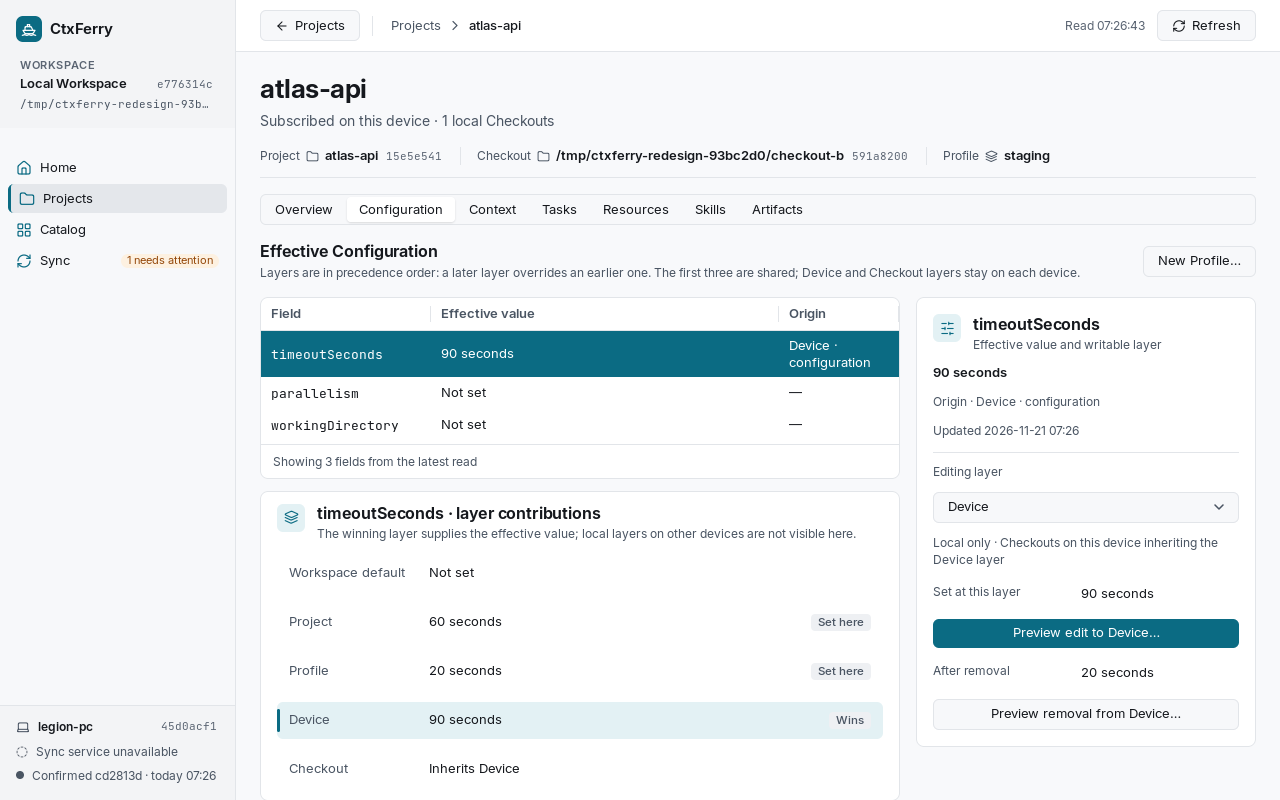 CtxFerry
WORKSPACE
Local Workspace e776314c
/tmp/ctxferry-redesign-93b…
Home
Projects
Catalog
Sync 1 needs attention
legion-pc 45d0acf1
Sync service unavailable
Confirmed cd2813d · today 07:26
Projects Projects atlas-api Read 07:26:43 Refresh
atlas-api
Subscribed on this device · 1 local Checkouts
Project atlas-api 15e5e541 Checkout /tmp/ctxferry-redesign-93bc2d0/checkout-b 591a8200 Profile staging
Overview Configuration Context Tasks Resources Skills Artifacts
Effective Configuration
Layers are in precedence order: a later layer overrides an earlier one. The first three are shared; Device and Checkout layers stay on each device.
New Profile…
Field Effective value Origin
timeoutSeconds 90 seconds Device ·
configuration
parallelism Not set —
workingDirectory Not set —
Showing 3 fields from the latest read
timeoutSeconds · layer contributions
The winning layer supplies the effective value; local layers on other devices are not visible here.
Workspace default Not set
Project 60 seconds Set here
Profile 20 seconds Set here
Device 90 seconds Wins
Checkout Inherits Device
timeoutSeconds
Effective value and writable layer
90 seconds
Origin · Device · configuration
Updated 2026-11-21 07:26
Editing layer
Device
Local only · Checkouts on this device inheriting the
Device layer
Set at this layer 90 seconds
Preview edit to Device…
After removal 20 seconds
Preview removal from Device…